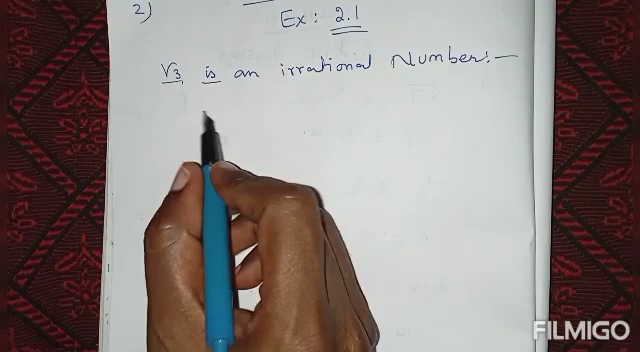 2)
Ex: 2.1
√3 is an irrational Number:-
FILMIGO